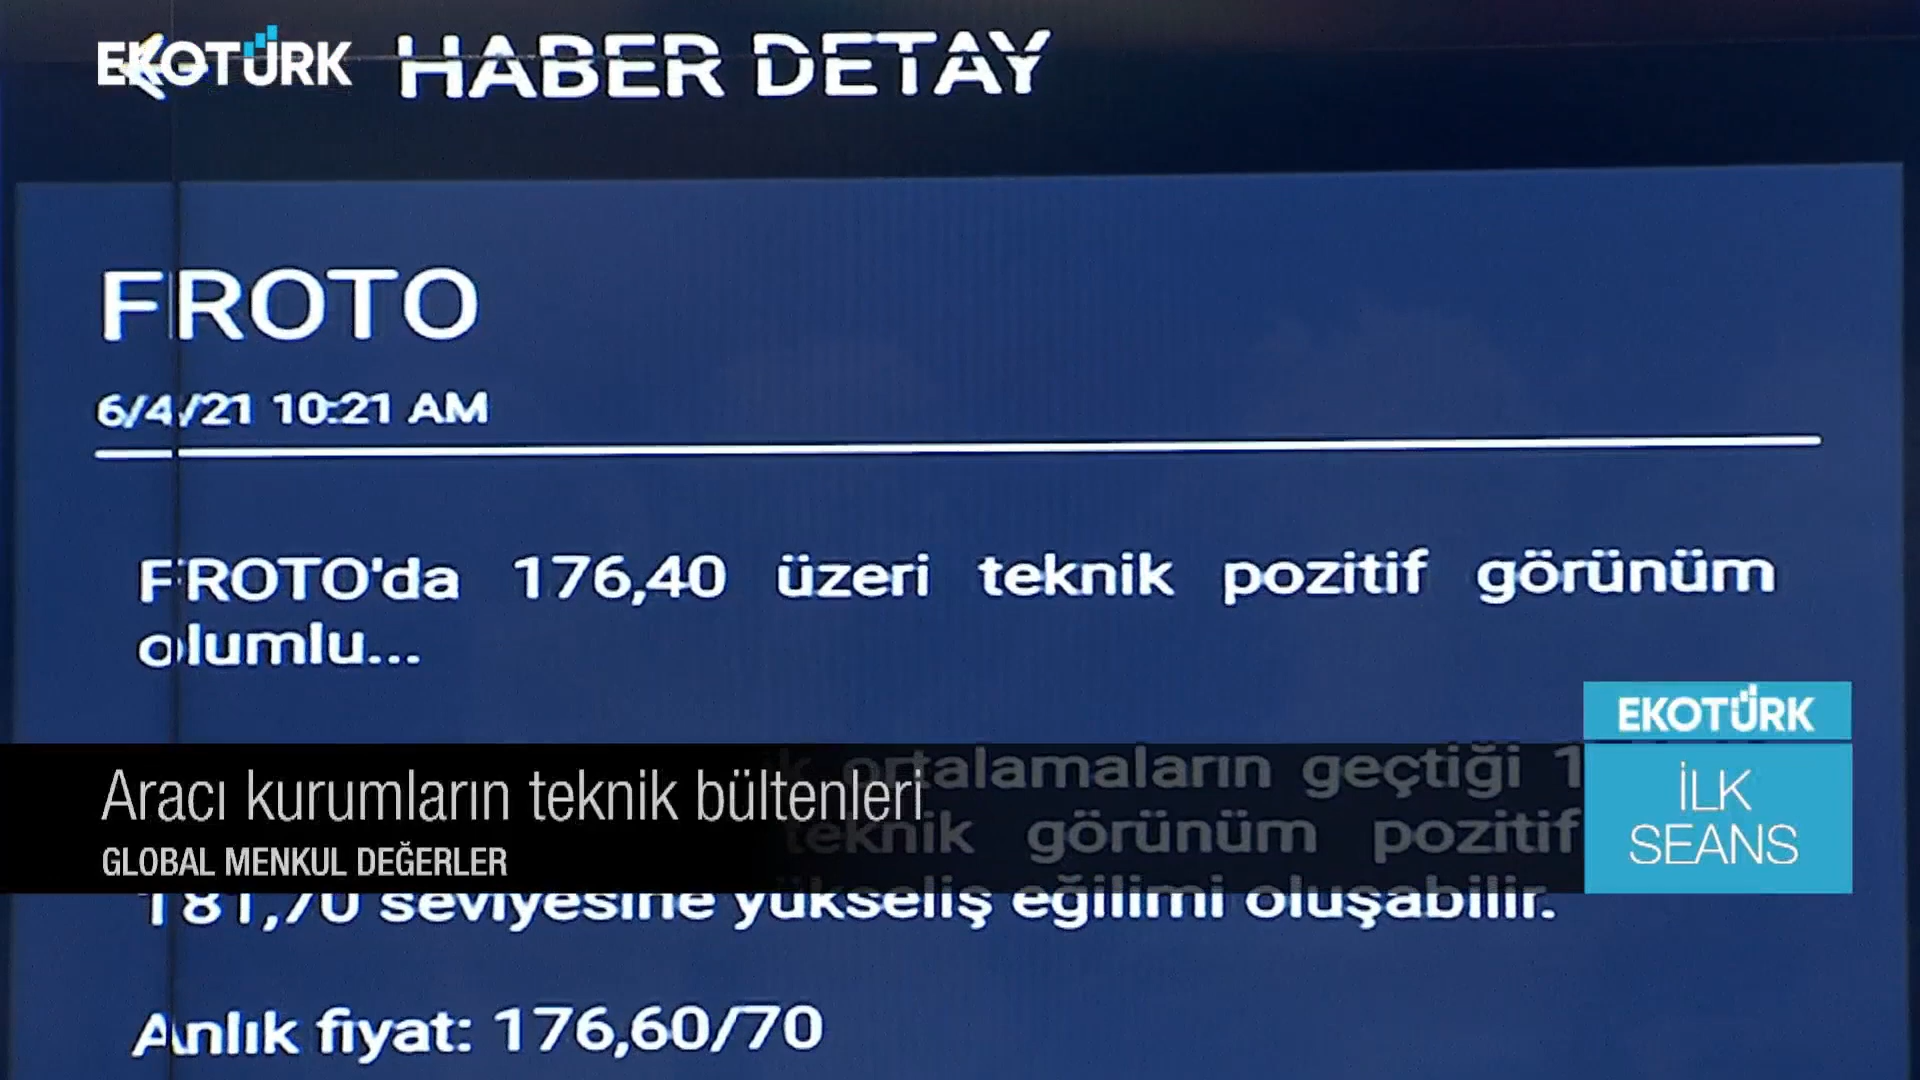 EKOTÜRK
HABER DETAY
FROTO
6/4/21 10:21 AM
FROTO'da 176,40 üzeri teknik pozitif görünüm
olumlu...
ortalamaların geçtiği
teknik görünüm pozitif
181,70 seviyesine yükseliş eğilimi oluşabilir.
Anlık fiyat: 176,60/70
Aracı kurumların teknik bültenleri
GLOBAL MENKUL DEĞERLER
EKOTÜRK
İLK
SEANS